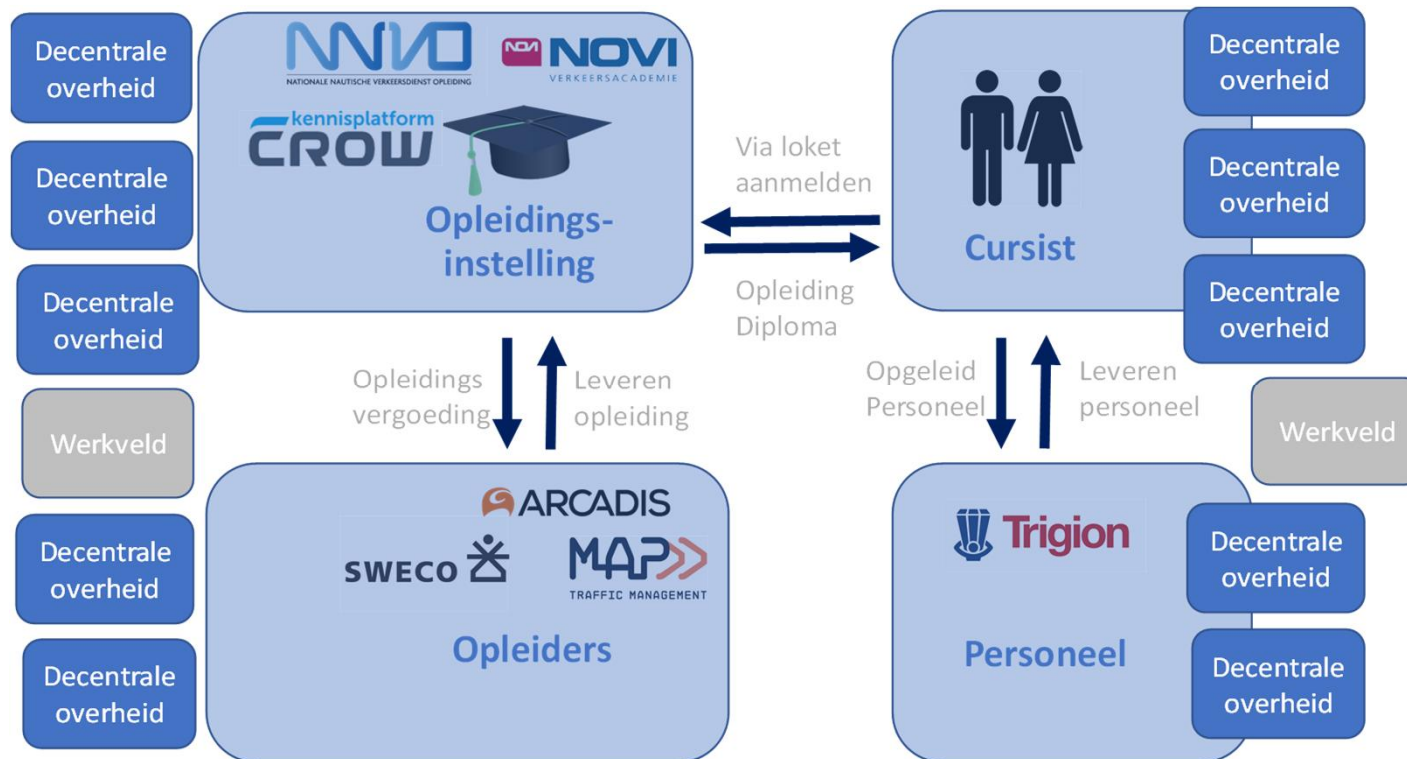 Decentrale
overheid
Decentrale
overheid
Decentrale
overheid
Werkveld
Decentrale
overheid
Decentrale
overheid
NNVO
NATIONALE NAUTISCHE VERKEERSDIENST OPLEIDING
NOVI NOVI
VERKEERSACADEMIE
kennisplatform
CROW
Opleidings-
instelling
Via loket
aanmelden
Opleiding
Diploma
Cursist
Decentrale
overheid
Decentrale
overheid
Decentrale
overheid
Opleidings
vergoeding
Leveren
opleiding
Opgeleid
Personeel
Leveren
personeel
Werkveld
ARCADIS
SWECO
MAP
TRAFFIC MANAGEMENT
Opleiders
Trigion
Personeel
Decentrale
overheid
Decentrale
overheid